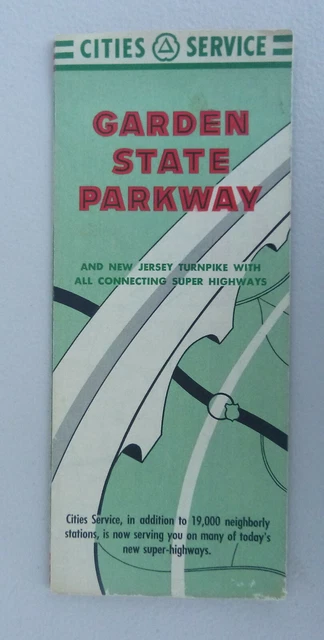 CITIES SERVICE
GARDEN
STATE
PARKWAY
AND NEW JERSEY TURNPIKE WITH
ALL CONNECTING SUPER HIGHWAYS
Cities Service, in addition to 19,000 neighborly
stations, is now serving you on many of today's
new super-highways.